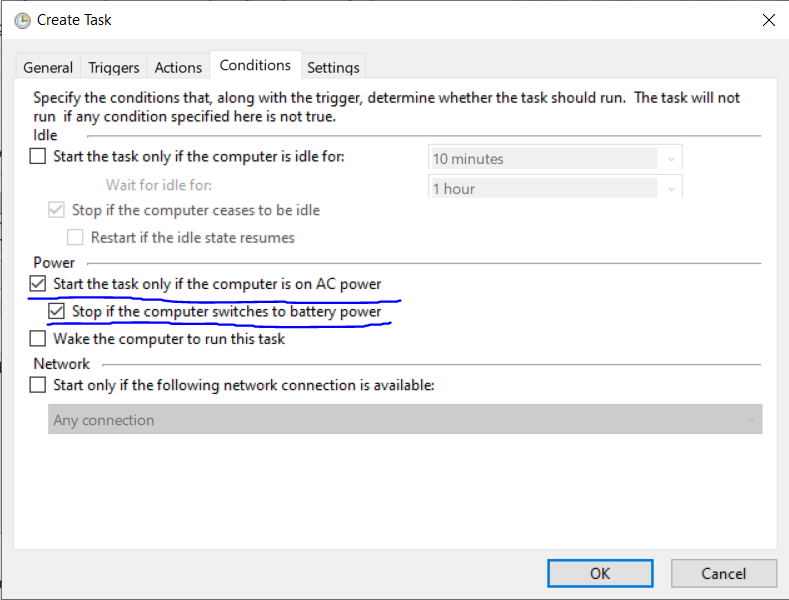 Create Task
General Triggers Actions Conditions Settings
Specify the conditions that, along with the trigger, determine whether the task should run.  The task will not
run  if any condition specified here is not true.
Idle
Start the task only if the computer is idle for: 10 minutes
Wait for idle for: 1 hour
Stop if the computer ceases to be idle
Restart if the idle state resumes
Power
Start the task only if the computer is on AC power
Stop if the computer switches to battery power
Wake the computer to run this task
Network
Start only if the following network connection is available:
Any connection
OK Cancel